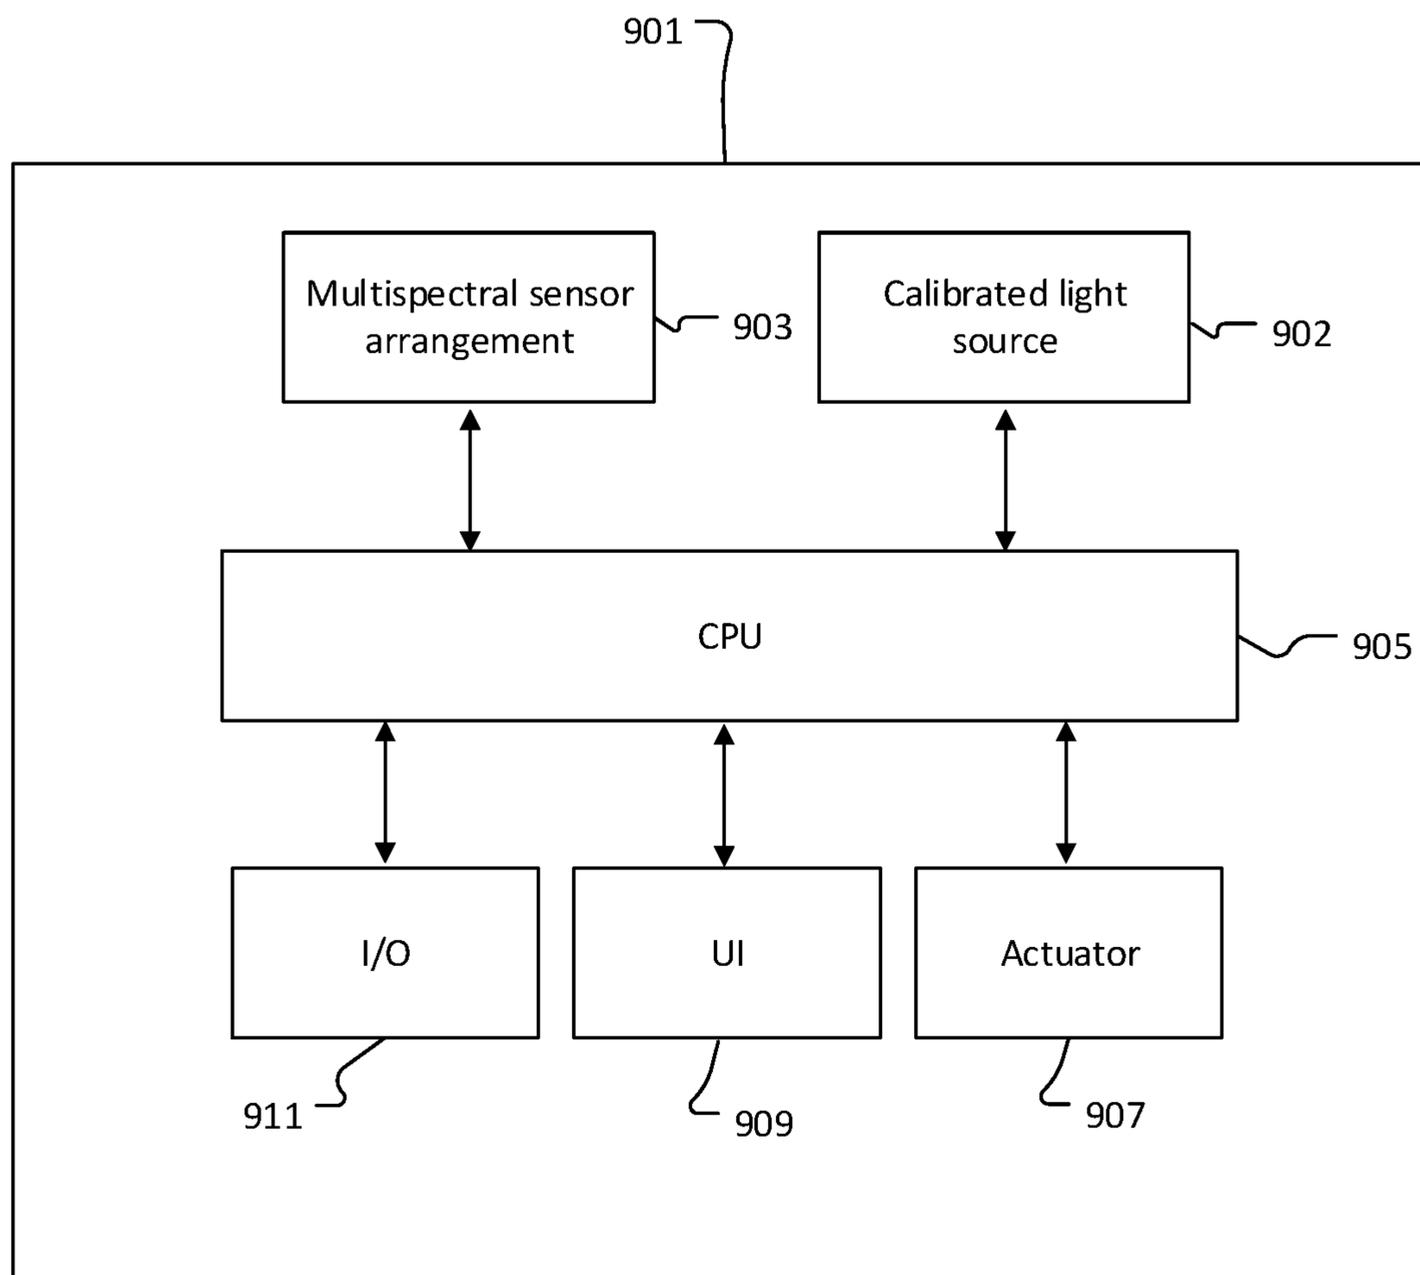 901
Multispectral sensor
arrangement
903
Calibrated light
source
902
CPU
905
I/O
UI
Actuator
911
909
907